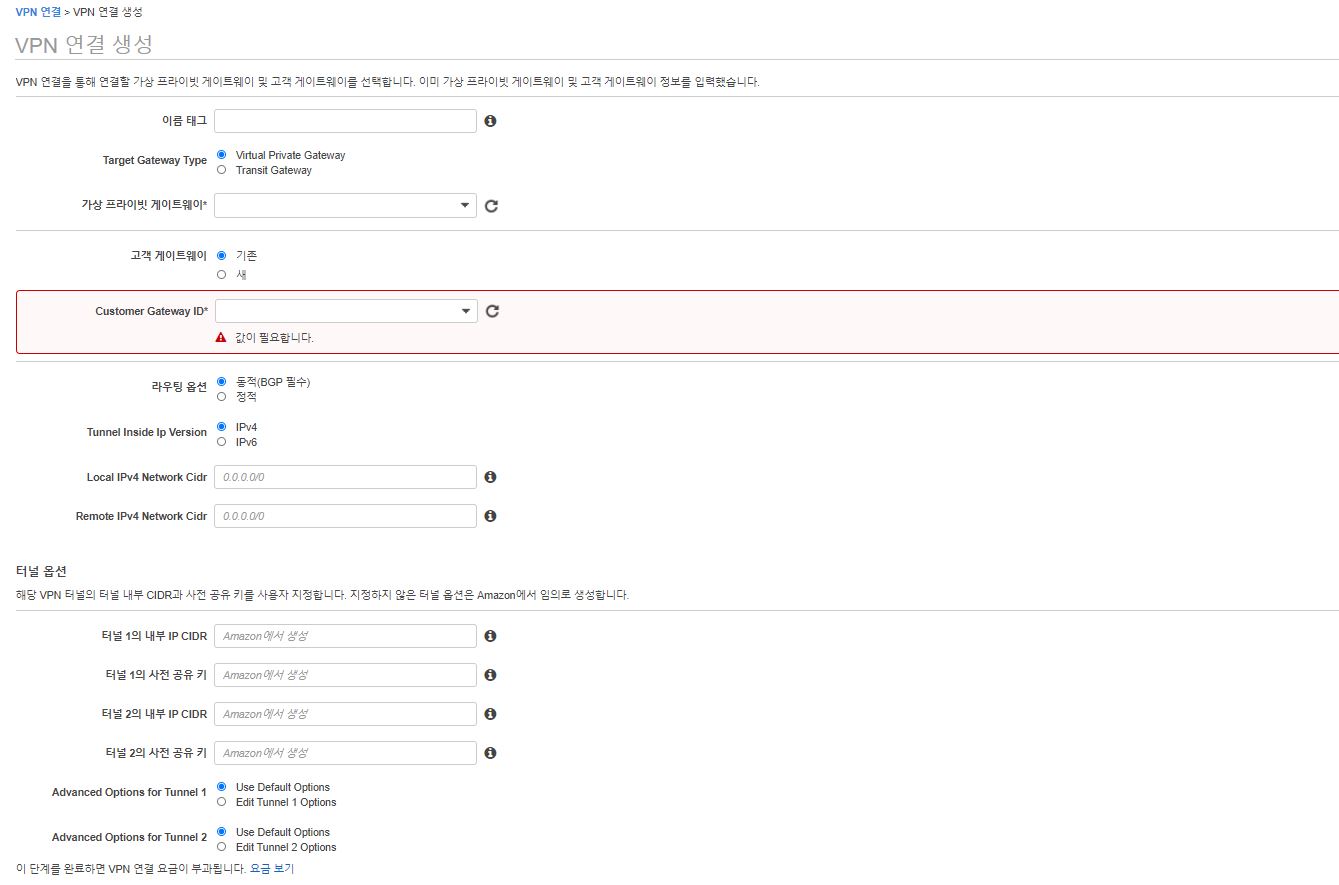 VPN 연결 > VPN 연결 생성
VPN 연결 생성
VPN 연결을 통해 연결할 가상 프라이빗 게이트웨이 및 고객 게이트웨이를 선택합니다. 이미 가상 프라이빗 게이트웨이 및 고객 게이트웨이 정보를 입력했습니다.
이름 태그
Target Gateway Type
Virtual Private Gateway
Transit Gateway
가상 프라이빗 게이트웨이*
고객 게이트웨이
기존
새
Customer Gateway ID*
값이 필요합니다.
라우팅 옵션
동적(BGP 필수)
정적
Tunnel Inside Ip Version
IPv4
IPv6
Local IPv4 Network Cidr
0.0.0.0/0
Remote IPv4 Network Cidr
0.0.0.0/0
터널 옵션
해당 VPN 터널의 터널 내부 CIDR과 사전 공유 키를 사용자 지정합니다. 지정하지 않은 터널 옵션은 Amazon에서 임의로 생성합니다.
터널 1의 내부 IP CIDR
Amazon에서 생성
터널 1의 사전 공유 키
Amazon에서 생성
터널 2의 내부 IP CIDR
Amazon에서 생성
터널 2의 사전 공유 키
Amazon에서 생성
Advanced Options for Tunnel 1
Use Default Options
Edit Tunnel 1 Options
Advanced Options for Tunnel 2
Use Default Options
Edit Tunnel 2 Options
이 단계를 완료하면 VPN 연결 요금이 부과됩니다. 요금 보기